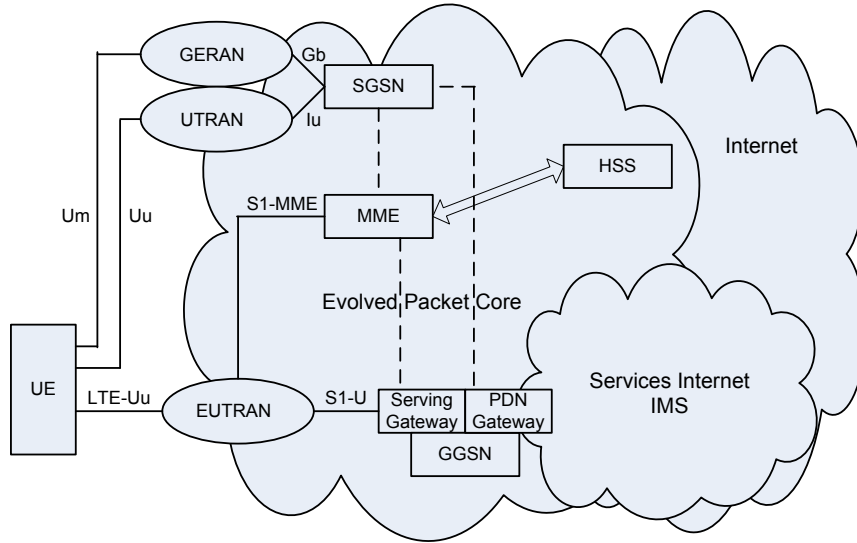 GERAN
Gb
SGSN
UTRAN
Iu
Internet
HSS
S1-MME
MME
Um
Uu
Evolved Packet Core
UE
LTE-Uu
EUTRAN
S1-U
Serving
Gateway
PDN
Gateway
GGSN
Services Internet
IMS